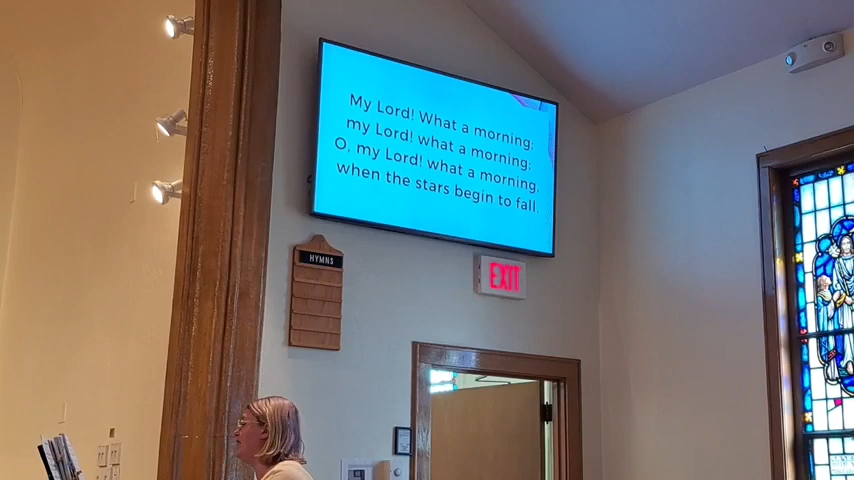 My Lord! What a morning;
my Lord! what a morning;
O, my Lord! what a morning,
when the stars begin to fall.
HYMNS
EXIT